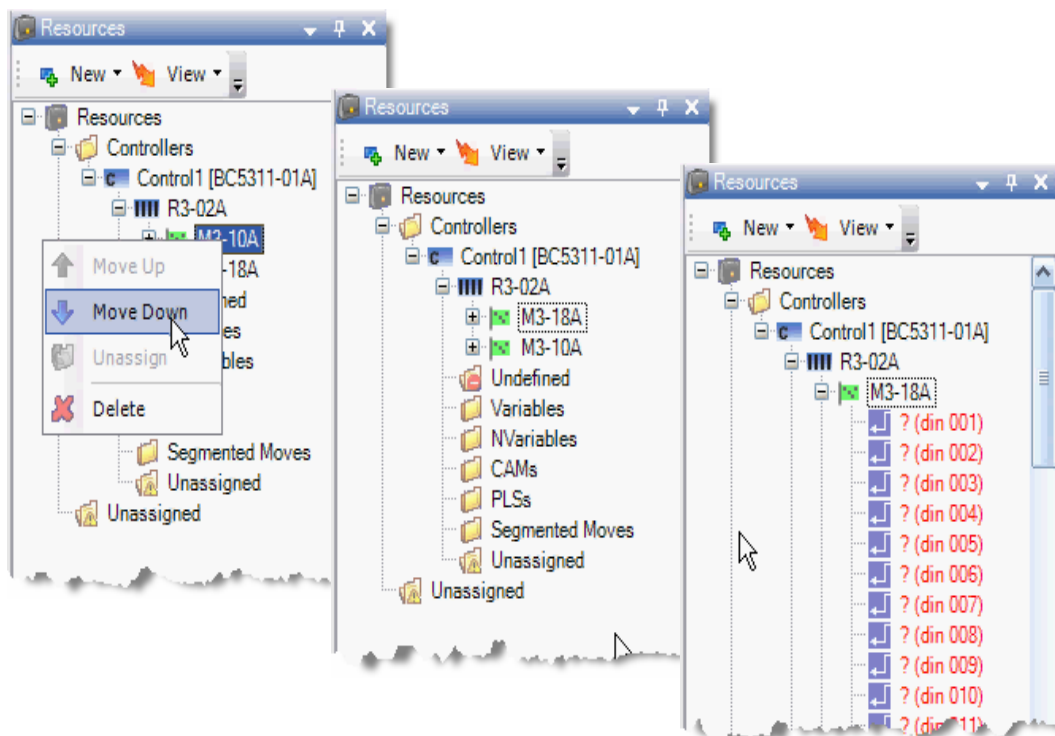 Resources
New View
Resources
Controllers
Control1 [BC5311-01A]
R3-02A
M3-10A
-18A
ned
es
bles
Move Up
Move Down
Unassign
Delete
Segmented Moves
Unassigned
Unassigned
Resources
New View
Resources
Controllers
Control1 [BC5311-01A]
R3-02A
M3-18A
M3-10A
Undefined
Variables
NVariables
CAMs
PLSs
Segmented Moves
Unassigned
Unassigned
Resources
New View
Resources
Controllers
Control1 [BC5311-01A]
R3-02A
M3-18A
? (din 001)
? (din 002)
? (din 003)
? (din 004)
? (din 005)
? (din 006)
? (din 007)
? (din 008)
? (din 009)
? (din 010)
? (din 011)